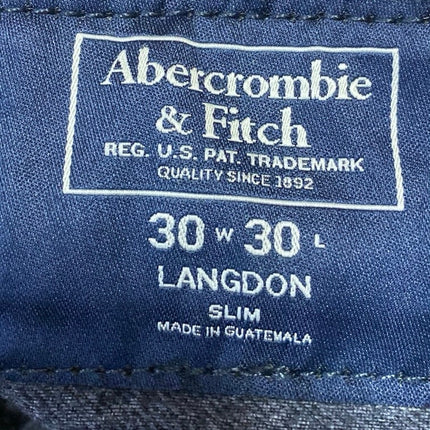 Abercrombie
& Fitch
REG. U.S. PAT. TRADEMARK
QUALITY SINCE 1892
30 W 30 L
LANGDON
SLIM
MADE IN GUATEMALA